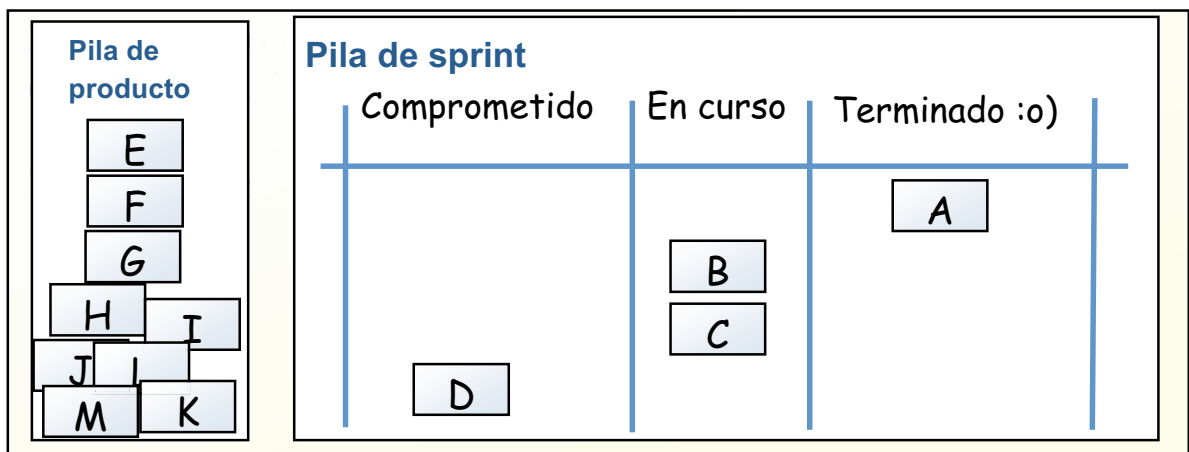 Pila de
producto
E
F
G
H
I
J
M
K
Pila de sprint
Comprometido
En curso
Terminado :o)
A
B
C
D